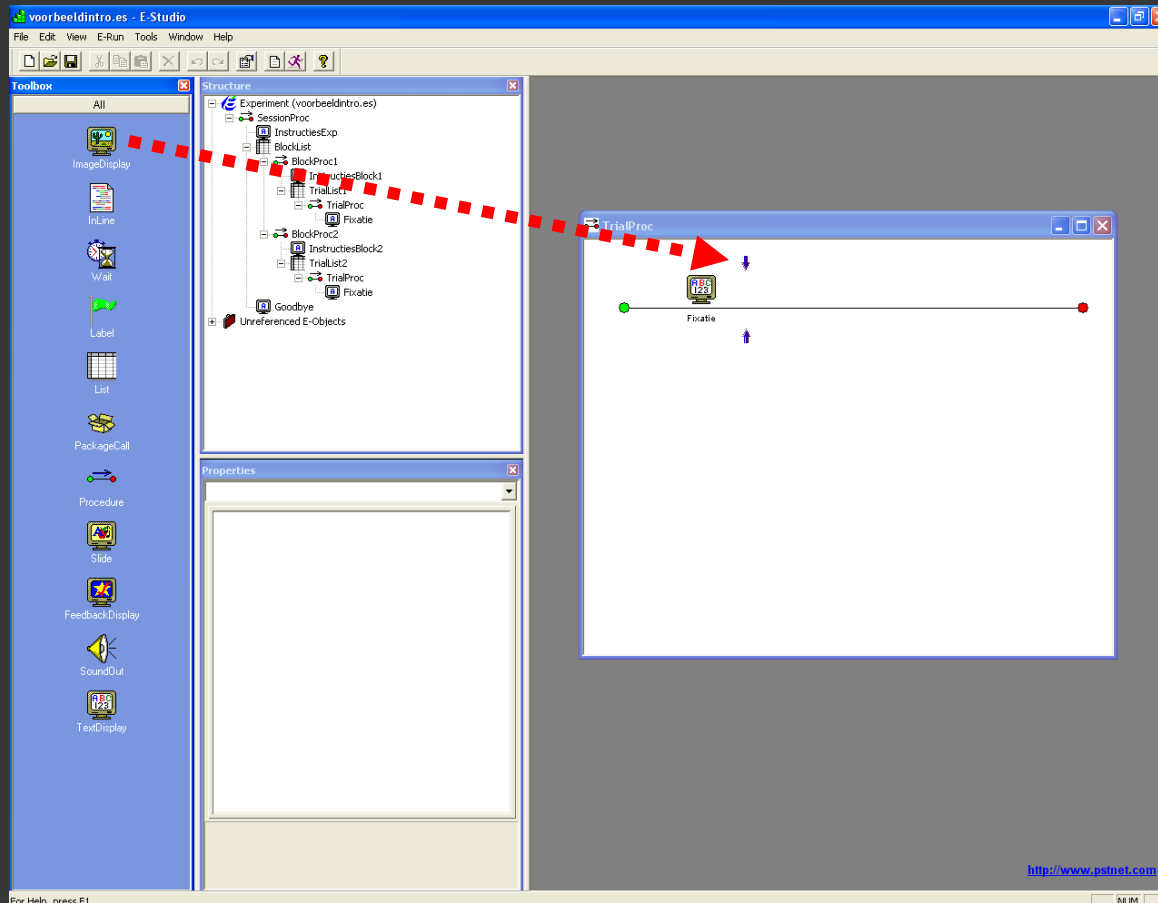 voorbeeldintro.es - E-Studio
File Edit View E-Run Tools Window Help
Toolbox
All
ImageDisplay
InLine
Wait
Label
List
PackageCall
Procedure
Slide
FeedbackDisplay
SoundOut
TextDisplay
Structure
Experiment (voorbeeldintro.es)
SessionProc
InstructiesExp
BlockList
BlockProc1
InstructiesBlock1
TrialList1
TrialProc
Fixatie
BlockProc2
InstructiesBlock2
TrialList2
TrialProc
Fixatie
Goodbye
Unreferenced E-Objects
Properties
TrialProc
ABC
123
Fixatie
http://www.pstnet.com
For Help, press F1
NUM